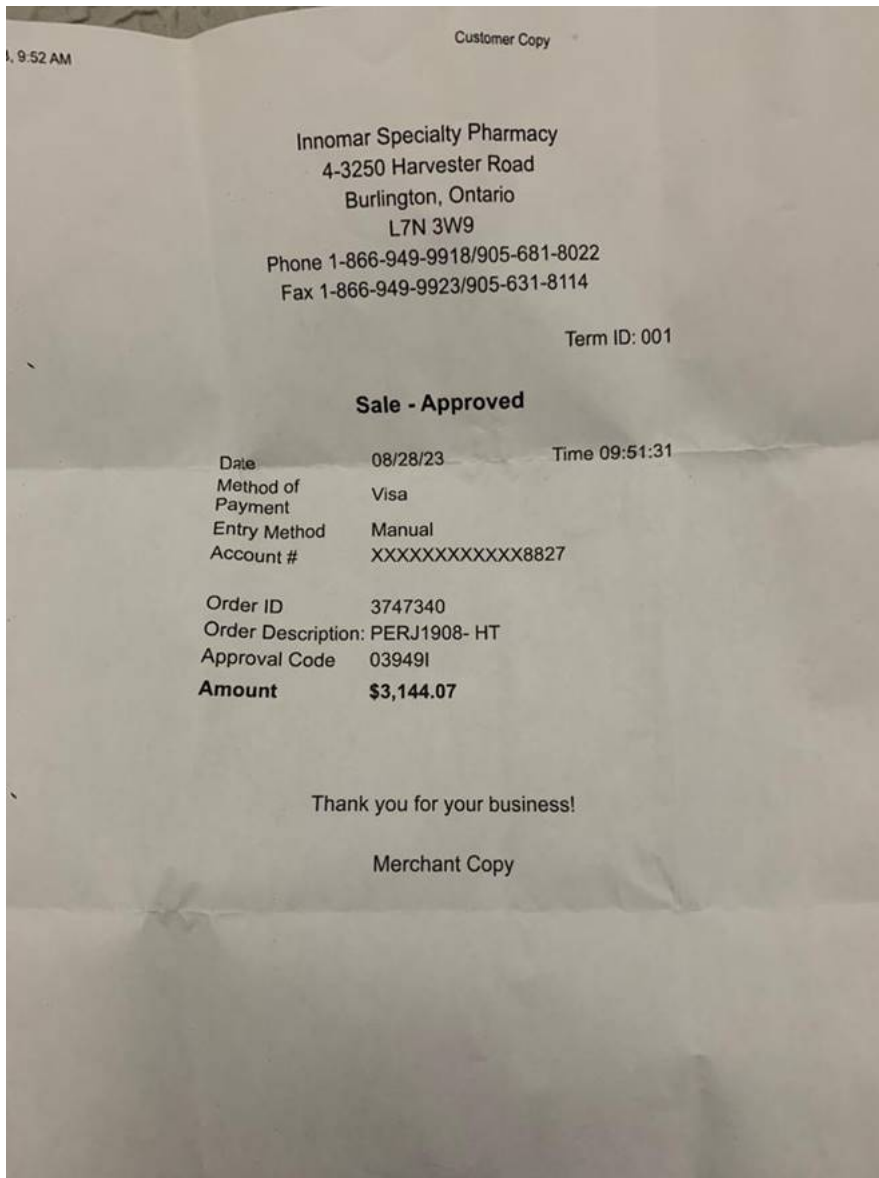 Customer Copy
, 9:52 AM
Innomar Specialty Pharmacy
4-3250 Harvester Road
Burlington, Ontario
L7N 3W9
Phone 1-866-949-9918/905-681-8022
Fax 1-866-949-9923/905-631-8114
Term ID: 001
Sale - Approved
Date 08/28/23 Time 09:51:31
Method of
Payment Visa
Entry Method Manual
Account # XXXXXXXXXXXX8827
Order ID 3747340
Order Description: PERJ1908- HT
Approval Code 03949I
Amount $3,144.07
Thank you for your business!
Merchant Copy